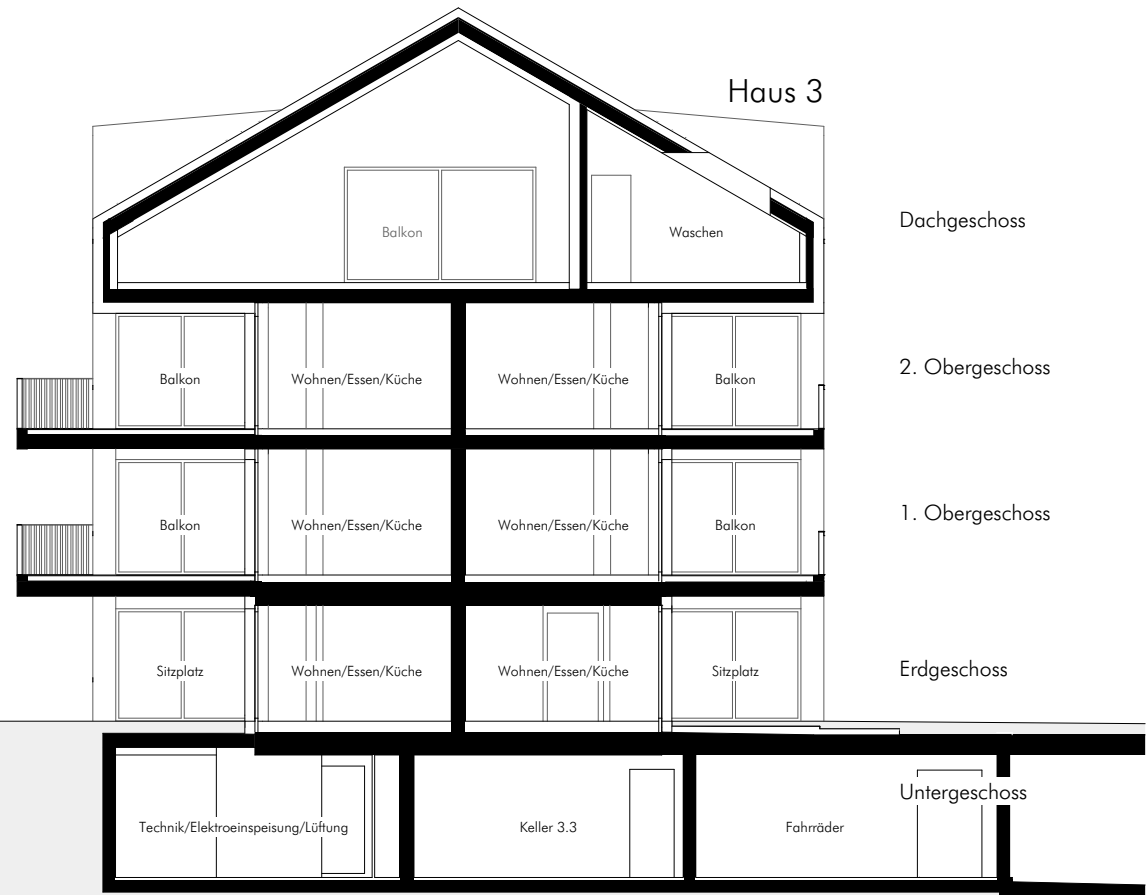 Haus 3
Dachgeschoss
Balkon
Waschen
2. Obergeschoss
Balkon
Wohnen/Essen/Küche
Wohnen/Essen/Küche
Balkon
1. Obergeschoss
Balkon
Wohnen/Essen/Küche
Wohnen/Essen/Küche
Balkon
Erdgeschoss
Sitzplatz
Wohnen/Essen/Küche
Wohnen/Essen/Küche
Sitzplatz
Untergeschoss
Technik/Elektroeinspeisung/Lüftung
Keller 3.3
Fahrräder